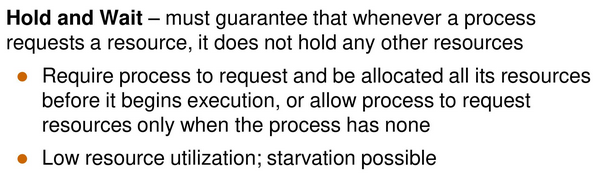 Hold and Wait – must guarantee that whenever a process
requests a resource, it does not hold any other resources
● Require process to request and be allocated all its resources
before it begins execution, or allow process to request
resources only when the process has none
● Low resource utilization; starvation possible